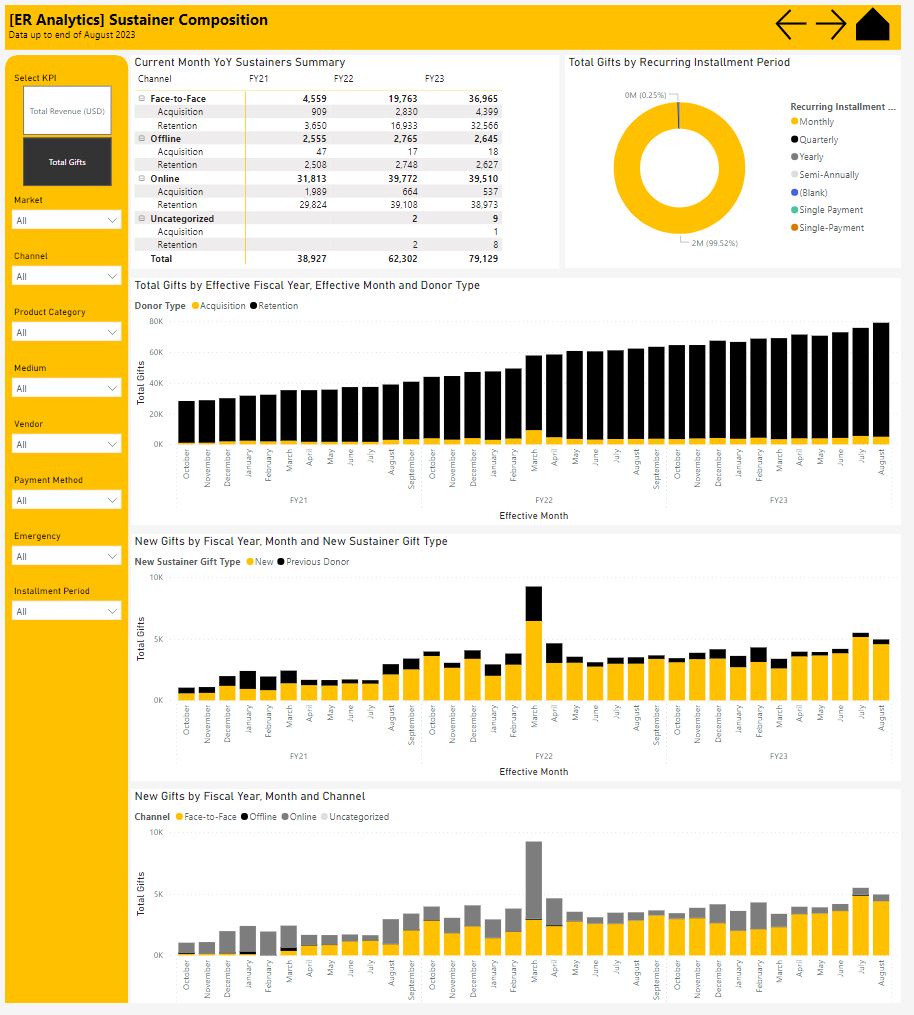 [ER Analytics] Sustainer Composition
Data up to end of August 2023
Select KPI
Total Revenue (USD)
Total Gifts
Market
All
Channel
All
Product Category
All
Medium
All
Vendor
All
Payment Method
All
Emergency
All
Installment Period
All
Current Month YoY Sustainers Summary
Channel FY21 FY22 FY23
Face-to-Face 4,559 19,763 36,965
Acquisition 909 2,830 4,399
Retention 3,650 16,933 32,566
Offline 2,555 2,765 2,645
Acquisition 47 17 18
Retention 2,508 2,748 2,627
Online 31,813 39,772 39,510
Acquisition 1,989 664 537
Retention 29,824 39,108 38,973
Uncategorized 2 9
Acquisition 1
Retention 2 8
Total 38,927 62,302 79,129
Total Gifts by Recurring Installment Period
0M (0.25%)
2M (99.52%)
Recurring Installment ...
Monthly
Quarterly
Yearly
Semi-Annually
(Blank)
Single Payment
Single-Payment
Total Gifts by Effective Fiscal Year, Effective Month and Donor Type
Donor Type Acquisition Retention
Total Gifts
80K
60K
40K
20K
0K
October November December January February March April May June July August September October November December January February March April May June July August September October November December January February March April May June July August
FY21 FY22 FY23
Effective Month
New Gifts by Fiscal Year, Month and New Sustainer Gift Type
New Sustainer Gift Type New Previous Donor
Total Gifts
10K
5K
0K
October November December January February March April May June July August September October November December January February March April May June July August September October November December January February March April May June July August
FY21 FY22 FY23
Effective Month
New Gifts by Fiscal Year, Month and Channel
Channel Face-to-Face Offline Online Uncategorized
Total Gifts
10K
5K
0K
October November December January February March April May June July August September October November December January February March April May June July August September October November December January February March April May June July August